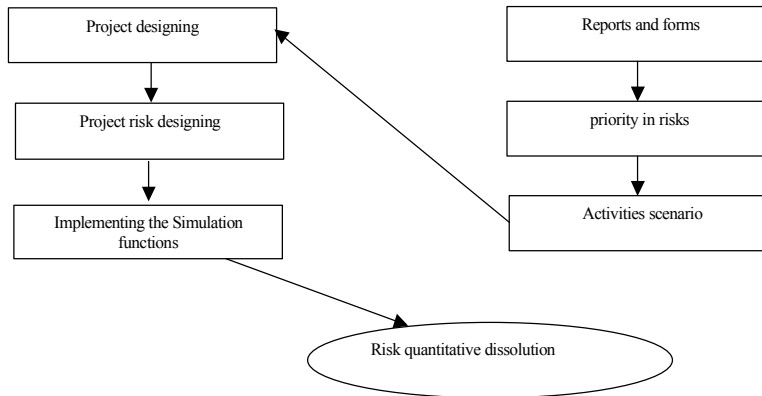 Project designing
Project risk designing
Implementing the Simulation
functions
Reports and forms
priority in risks
Activities scenario
Risk quantitative dissolution